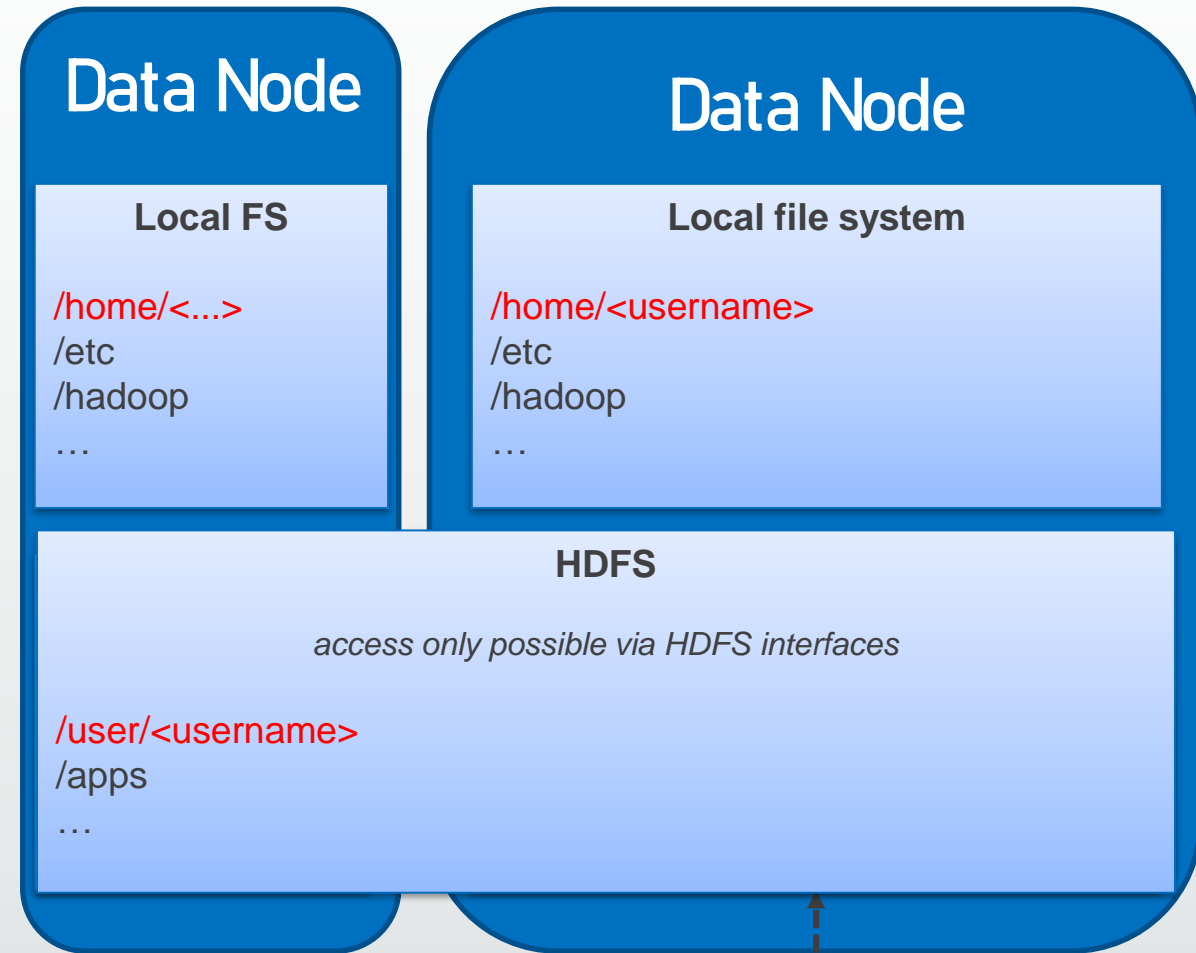 Data Node
Local FS
/home/<...>
/etc
/hadoop
…
Data Node
Local file system
/home/<username>
/etc
/hadoop
…
HDFS
access only possible via HDFS interfaces
/user/<username>
/apps
…